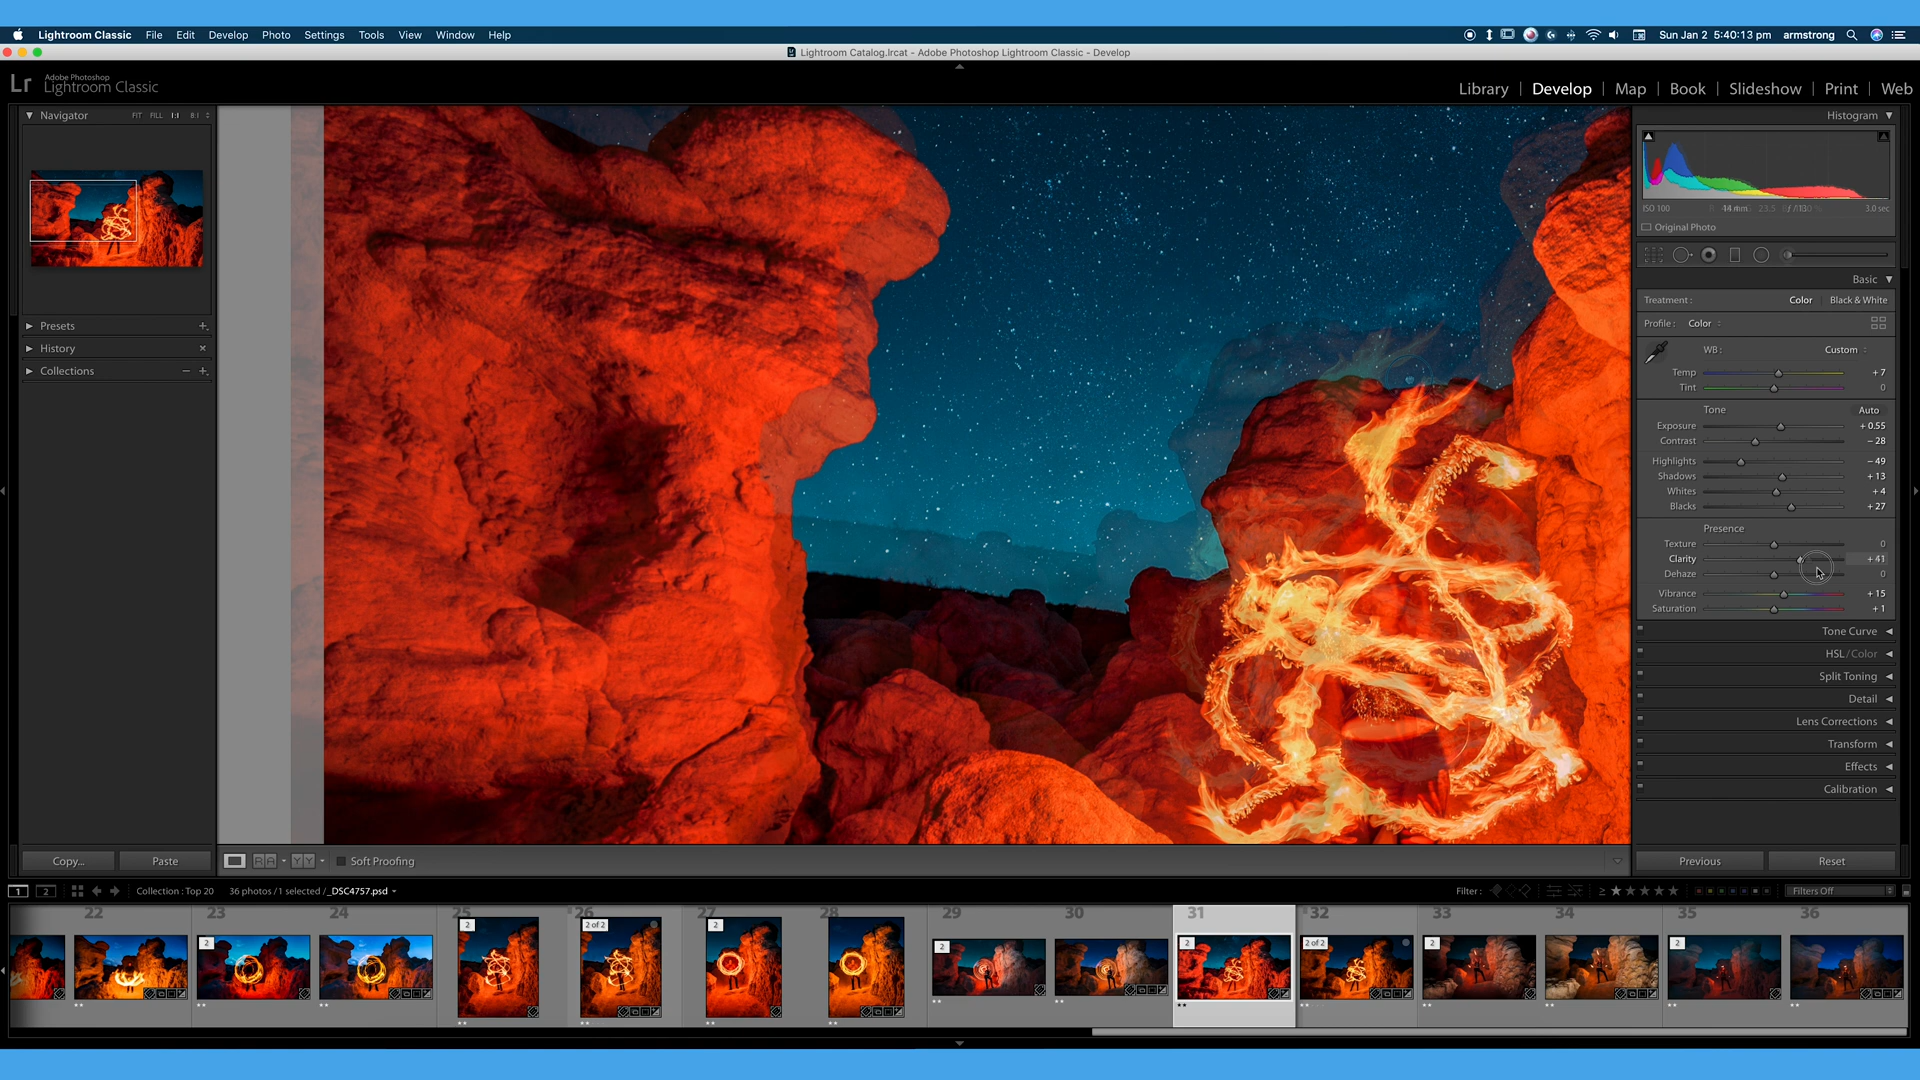 Lightroom Classic File Edit Develop Photo Settings Tools View Window Help Sun Jan 2 5:40:13 pm armstrong
Lightroom Catalog.lrcat - Adobe Photoshop Lightroom Classic - Develop
Lr Adobe Photoshop
Lightroom Classic
Library | Develop | Map | Book | Slideshow | Print | Web
Navigator FIT FILL 1:1 8:1
Presets
History
Collections
Histogram
ISO 100 14 mm 3.0 sec
Original Photo
Basic
Treatment : Color Black & White
Profile : Color
WB : Custom
Temp + 7
Tint 0
Tone Auto
Exposure + 0.55
Contrast − 28
Highlights − 49
Shadows + 13
Whites + 4
Blacks + 27
Presence
Texture 0
Clarity + 41
Dehaze 0
Vibrance + 15
Saturation + 1
Tone Curve
HSL / Color
Split Toning
Detail
Lens Corrections
Transform
Effects
Calibration
Copy... Paste
Soft Proofing
Previous Reset
1 2 Collection : Top 20 36 photos / 1 selected / _DSC4757.psd Filter : Filters Off
22 23 24 25 26 27 28 29 30 31 32 33 34 35 36
2 2 2 of 2 2 2 2 2 of 2 2 2